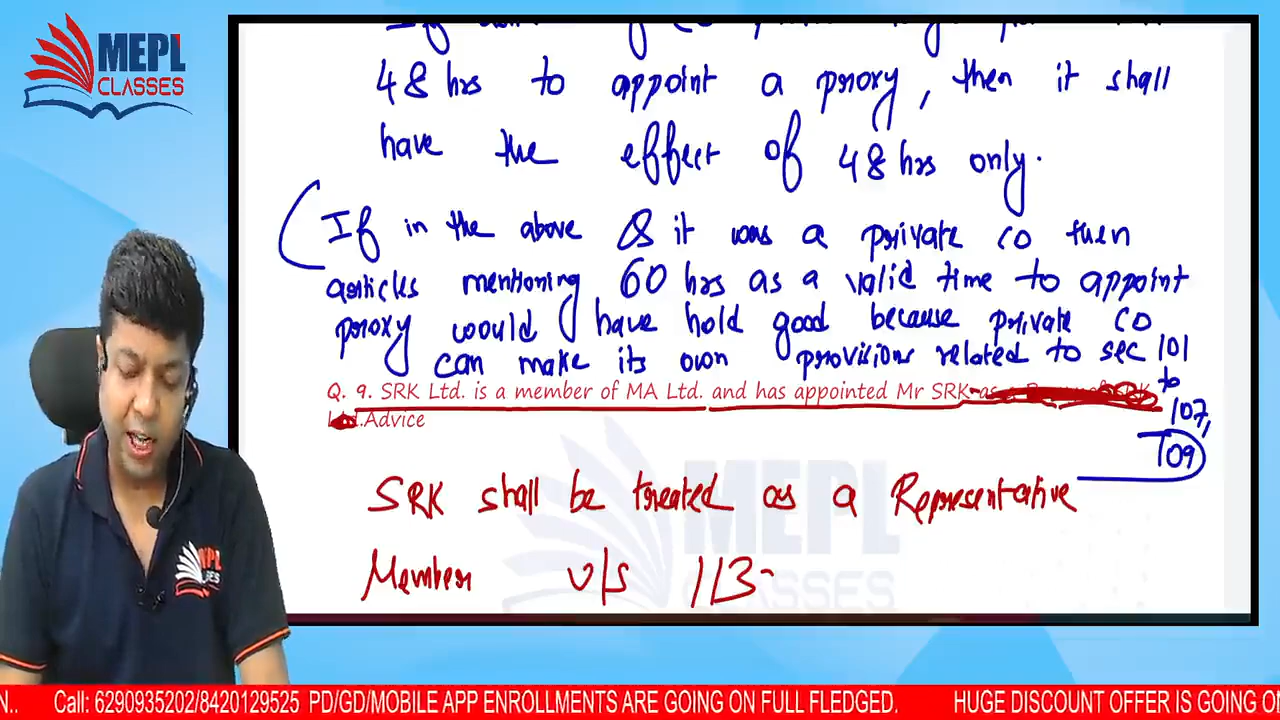 MEPL
CLASSES
48 hrs to appoint a proxy, then it shall
have the effect of 48 hrs only.
If in the above Q it was a private co then
articles mentioning 60 hrs as a valid time to appoint
proxy would have hold good because private co
can make its own provisions related to sec 101
to
107,
109
Q. 9. SRK Ltd. is a member of MA Ltd. and has appointed Mr SRK
Advice
SRK shall be treated as a Representative
Member u/s 113
MEPL
CLASSES
N.. Call: 6290935202/8420129525 PD/GD/MOBILE APP ENROLLMENTS ARE GOING ON FULL FLEDGED. HUGE DISCOUNT OFFER IS GOING